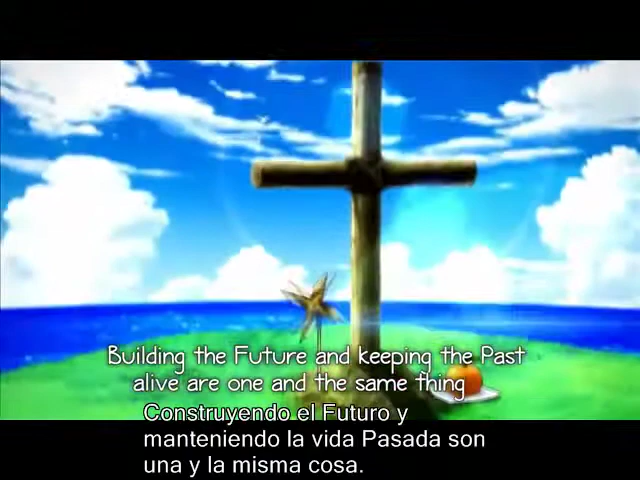 Building the Future and keeping the Past
alive are one and the same thing
Construyendo el Futuro y
manteniendo la vida Pasada son
una y la misma cosa.